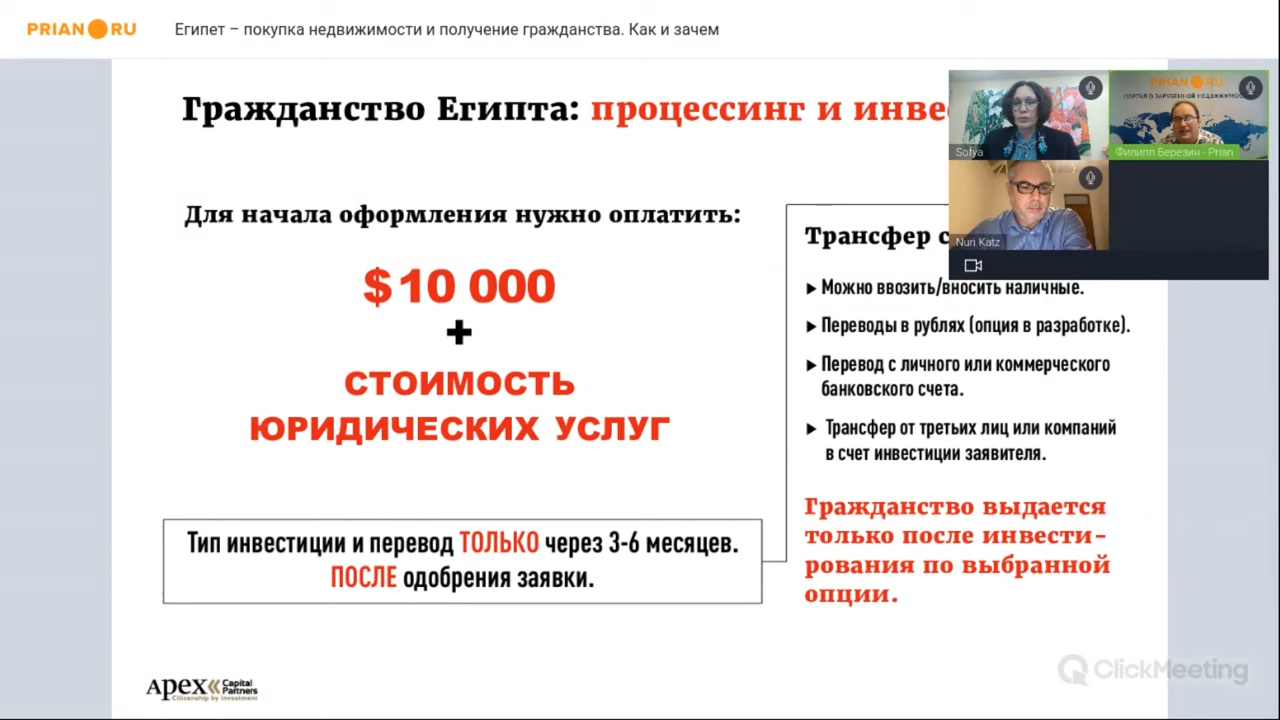 PRIAN RU
Египет – покупка недвижимости и получение гражданства. Как и зачем
Гражданство Египта: процессинг и
Для начала оформления нужно оплатить:
$10 000
+
СТОИМОСТЬ
ЮРИДИЧЕСКИХ УСЛУГ
Тип инвестиции и перевод ТОЛЬКО через 3-6 месяцев.
ПОСЛЕ одобрения заявки.
Трансфер
Можно ввозить/вносить наличные.
Переводы в рублях (опция в разработке).
Перевод с личного или коммерческого
банковского счета.
Трансфер от третьих лиц или компаний
в счет инвестиции заявителя.
Гражданство выдается
только после инвести-
рования по выбранной
опции.
Sofya
PRIAN RU
ПОРТАЛ О ЗАРУБЕЖНОЙ
Филипп Березин - Prian
Nuri Katz
Apex Capital
Partners
Citizenship by Investment
ClickMeeting